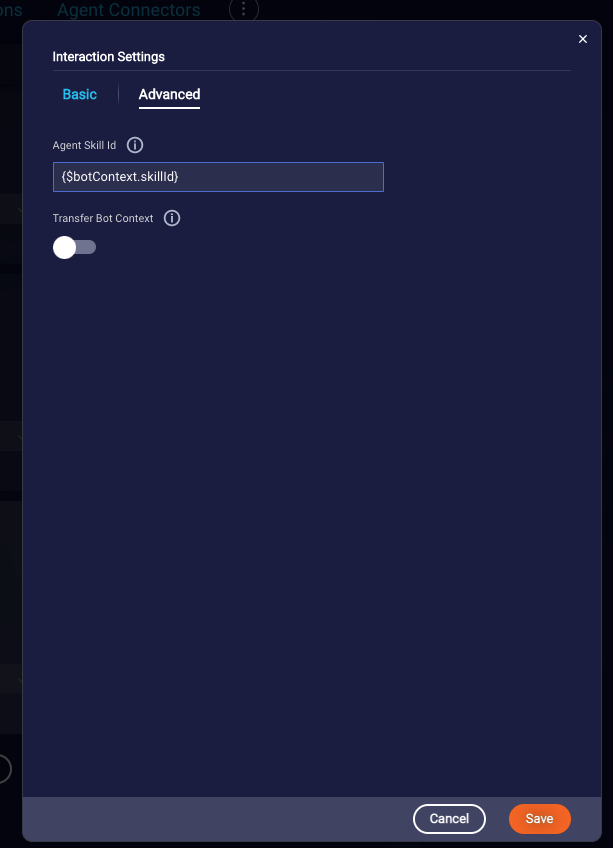 ons Agent Connectors
Interaction Settings
Basic Advanced
Agent Skill Id
{$botContext.skillId}
Transfer Bot Context
Cancel Save